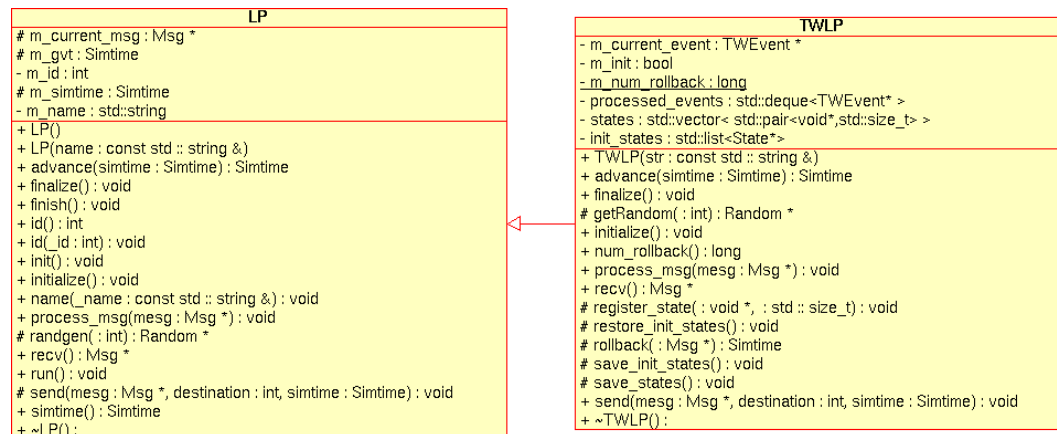 LP
# m_current_msg : Msg *
# m_gvt : Simtime
- m_id : int
# m_simtime : Simtime
- m_name : std::string
+ LP()
+ LP(name : const std :: string &)
+ advance(simtime : Simtime) : Simtime
+ finalize() : void
+ finish() : void
+ id() : int
+ id(_id : int) : void
+ init() : void
+ initialize() : void
+ name(_name : const std :: string &) : void
+ process_msg(mesg : Msg *) : void
# randgen( : int) : Random *
+ recv() : Msg *
+ run() : void
# send(mesg : Msg *, destination : int, simtime : Simtime) : void
+ simtime() : Simtime
+ ~LP() :
TWLP
- m_current_event : TWEvent *
- m_init : bool
- m_num_rollback : long
- processed_events : std::deque<TWEvent* >
- states : std::vector< std::pair<void*,std::size_t> >
- init_states : std::list<State*>
+ TWLP(str : const std :: string &)
+ advance(simtime : Simtime) : Simtime
+ finalize() : void
# getRandom( : int) : Random *
+ initialize() : void
+ num_rollback() : long
+ process_msg(mesg : Msg *) : void
+ recv() : Msg *
# register_state( : void *, : std :: size_t) : void
# restore_init_states() : void
# rollback( : Msg *) : Simtime
# save_init_states() : void
# save_states() : void
+ send(mesg : Msg *, destination : int, simtime : Simtime) : void
+ ~TWLP() :